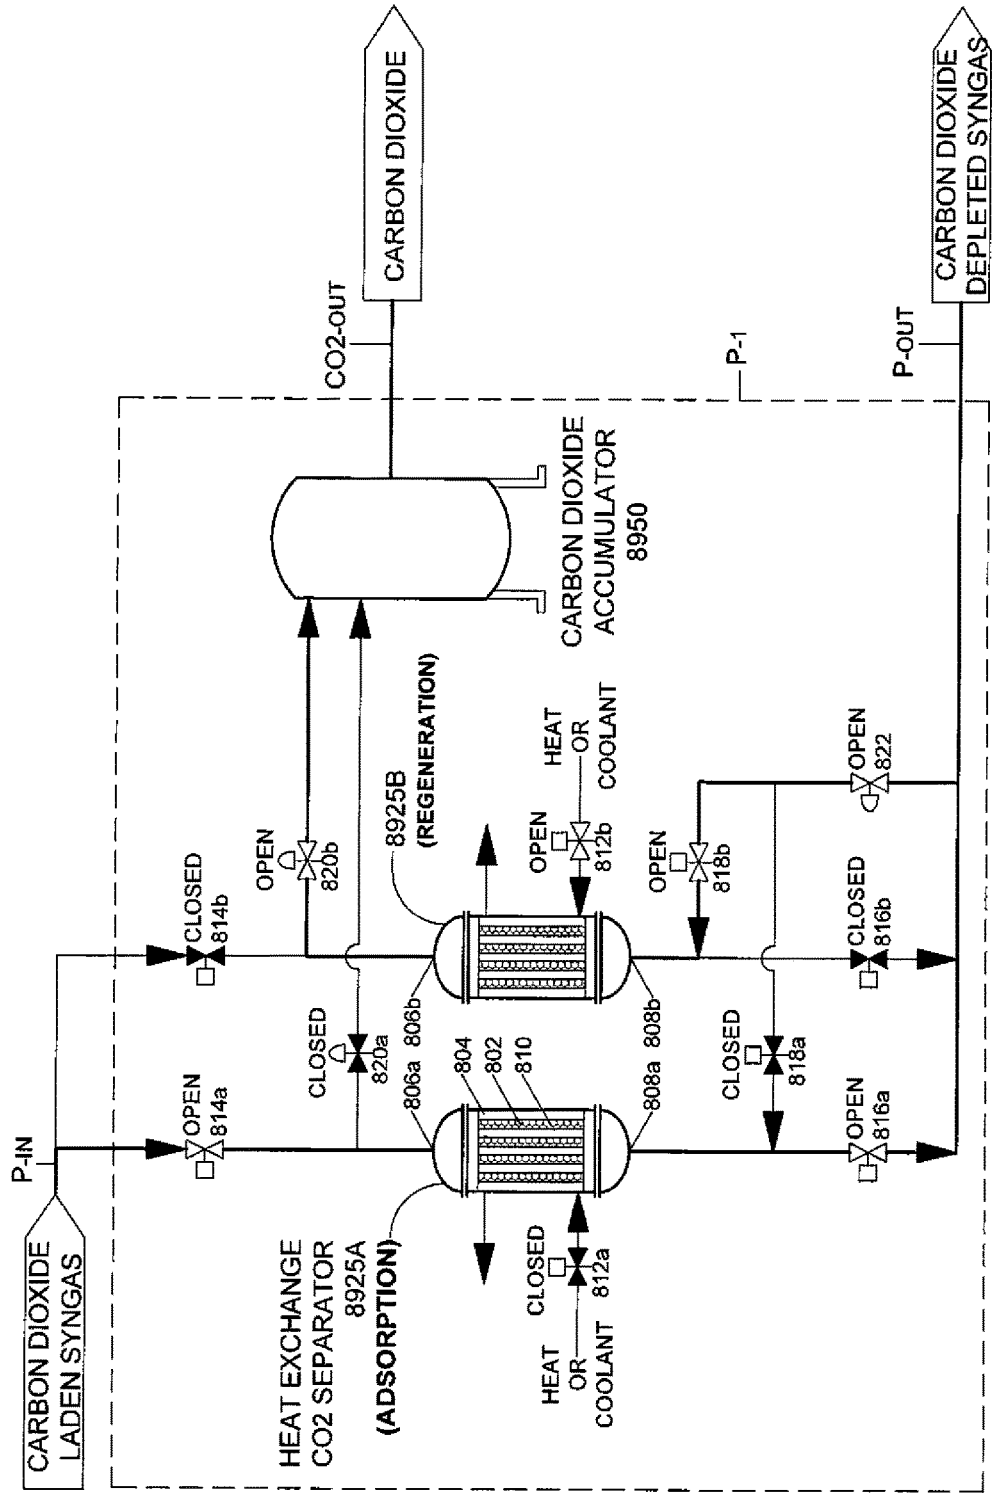 CARBON DIOXIDE
LADEN SYNGAS
P-IN
HEAT EXCHANGE
CO2 SEPARATOR
8925A
(ADSORPTION)
OPEN
814a
CLOSED
814b
CLOSED
820a
OPEN
820b
806a
806b
804
802
810
808a
808b
8925B
(REGENERATION)
HEAT
OR
COOLANT
CLOSED
812a
OPEN
812b
HEAT
OR
COOLANT
CLOSED
818a
OPEN
818b
OPEN
816a
CLOSED
816b
OPEN
822
CARBON DIOXIDE
ACCUMULATOR
8950
CO2-OUT
CARBON DIOXIDE
P-1
P-OUT
CARBON DIOXIDE
DEPLETED SYNGAS